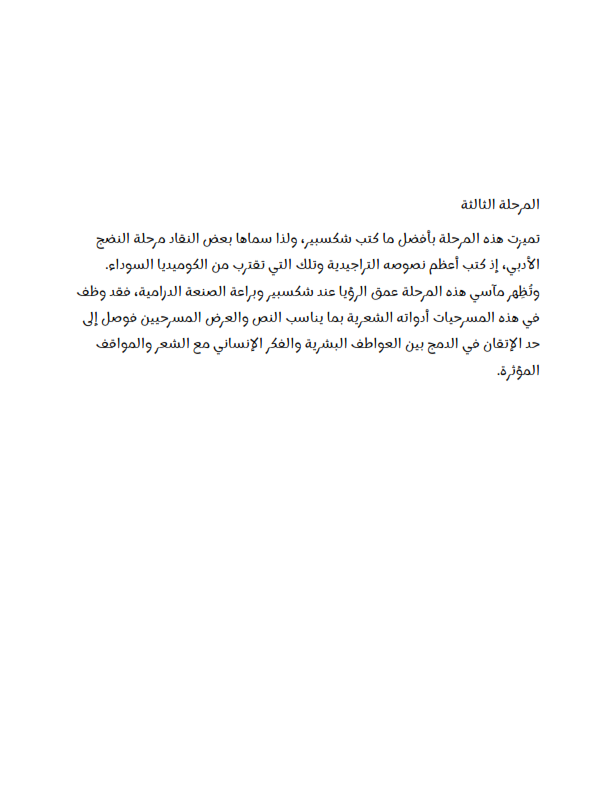 المرحلة الثالثة
تميزت هذه المرحلة بأفضل ما كتب شكسبير، ولذا سماها بعض النقاد مرحلة النضج
الأدبي، إذ كتب أعظم نصوصه التراجيدية وتلك التي تقترب من الكوميديا السوداء.
وتُظِهر مآسي هذه المرحلة عمق الرؤيا عند شكسبير وبراعة الصنعة الدرامية، فقد وظف
في هذه المسرحيات أدواته الشعرية بما يناسب النص والعرض المسرحيين فوصل إلى
حد الإتقان في الدمج بين العواطف البشرية والفكر الإنساني مع الشعر والمواقف
المؤثرة.